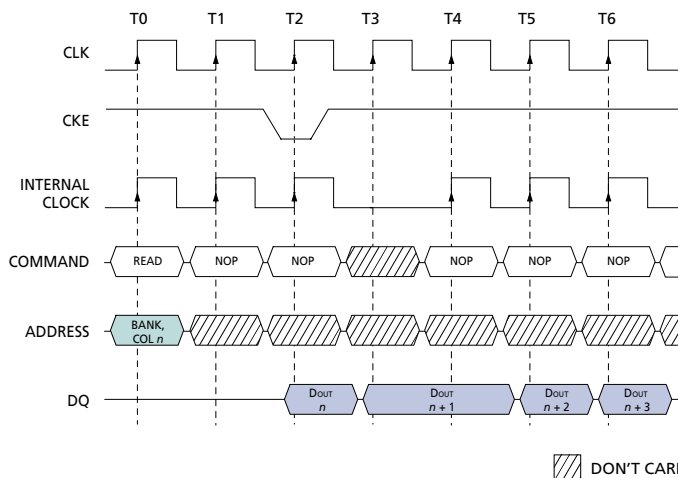 T0 T1 T2 T3 T4 T5 T6
CLK
CKE
INTERNAL
CLOCK
COMMAND READ NOP NOP NOP NOP NOP
ADDRESS BANK,
COL n
DQ DOUT
n DOUT
n + 1 DOUT
n + 2 DOUT
n + 3
DON'T CARE